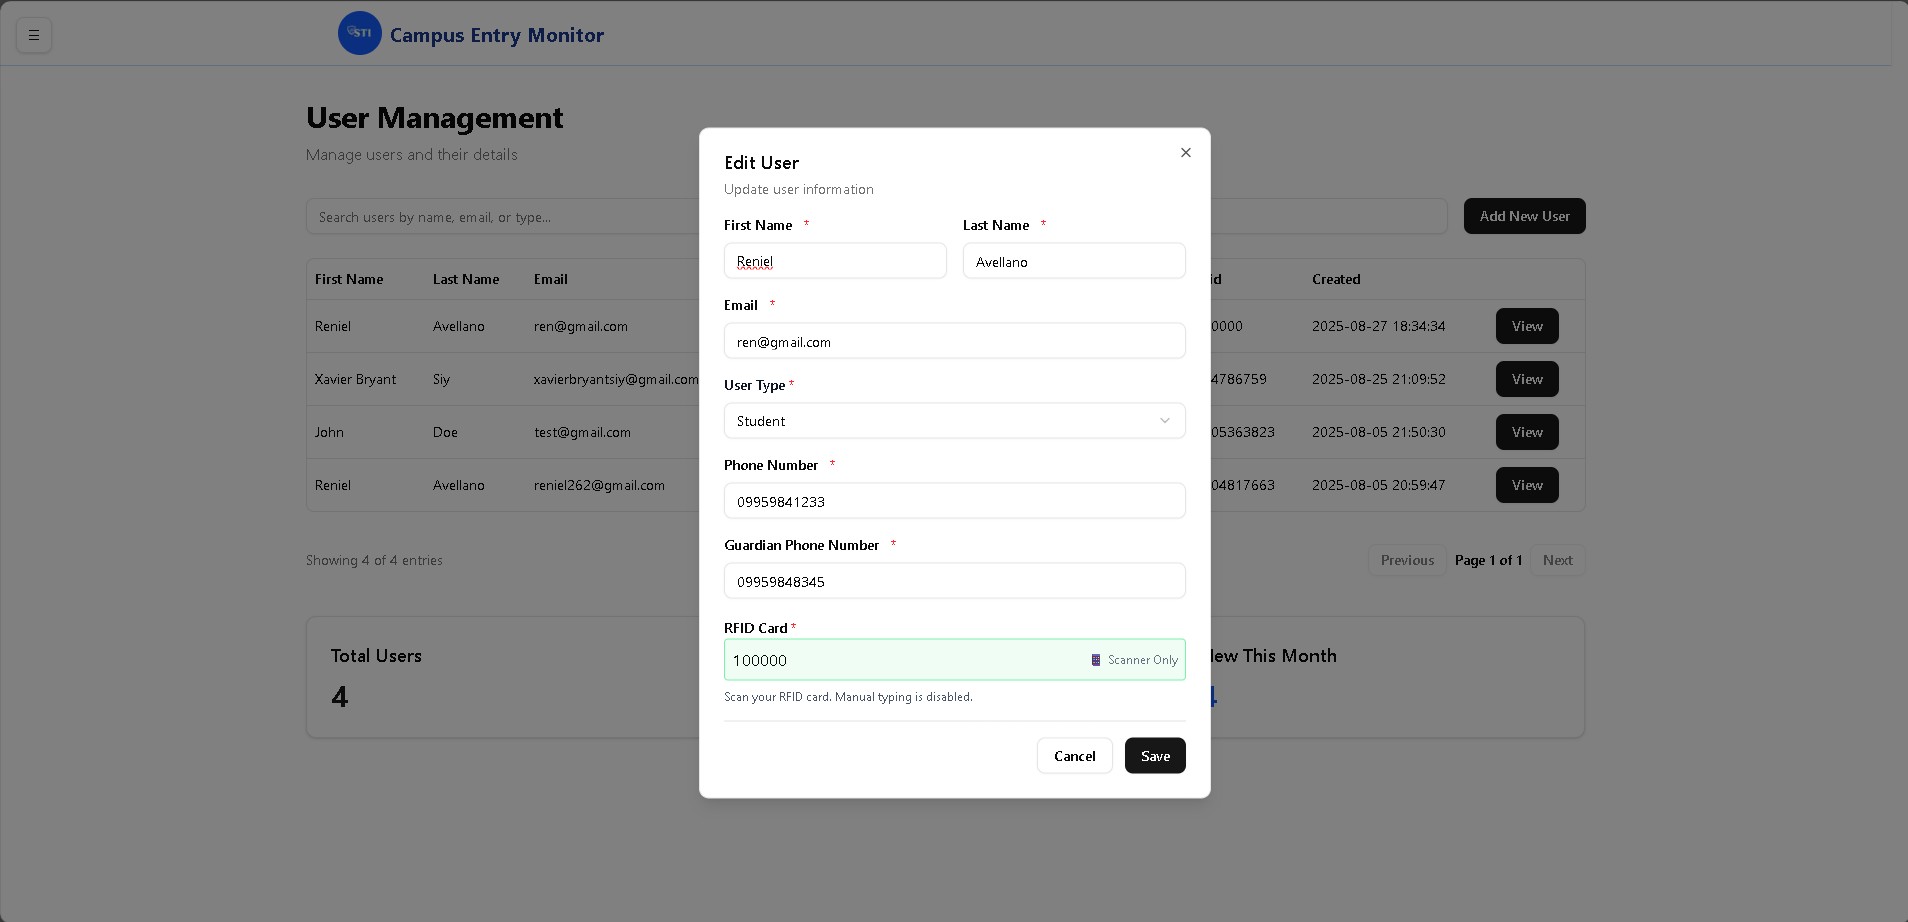 ☰
STI
Campus Entry Monitor
User Management
Manage users and their details
Search users by name, email, or type...
Add New User
First Name Last Name Email id Created
Reniel Avellano ren@gmail.com 0000 2025-08-27 18:34:34 View
Xavier Bryant Siy xavierbryantsiy@gmail.com 4786759 2025-08-25 21:09:52 View
John Doe test@gmail.com 05363823 2025-08-05 21:50:30 View
Reniel Avellano reniel262@gmail.com 04817663 2025-08-05 20:59:47 View
Showing 4 of 4 entries
Previous Page 1 of 1 Next
Total Users
4
This Month
Edit User
Update user information
First Name * Last Name *
Reniel Avellano
Email *
ren@gmail.com
User Type *
Student
Phone Number *
09959841233
Guardian Phone Number *
09959848345
RFID Card *
100000 Scanner Only
Scan your RFID card. Manual typing is disabled.
Cancel Save